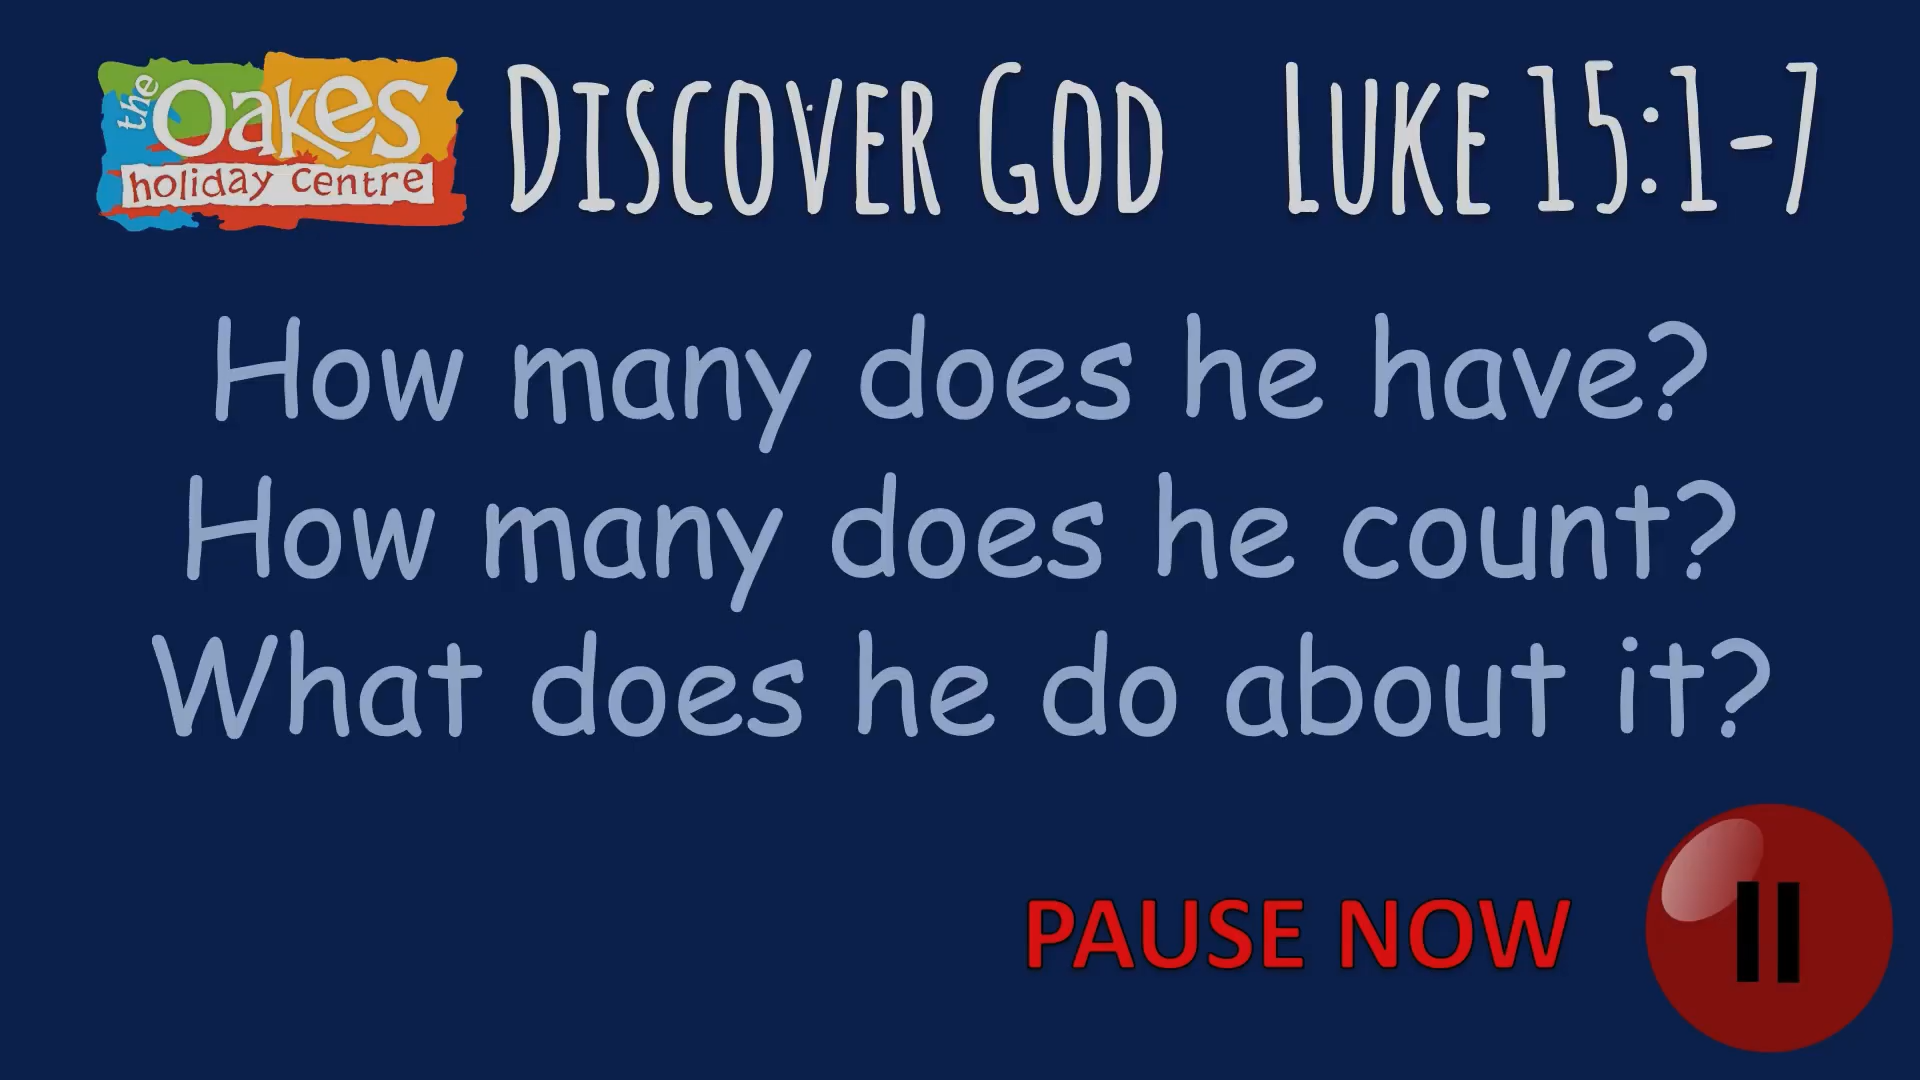 the Oakes
holiday centre
DISCOVER GOD LUKE 15:1-7
How many does he have?
How many does he count?
What does he do about it?
PAUSE NOW